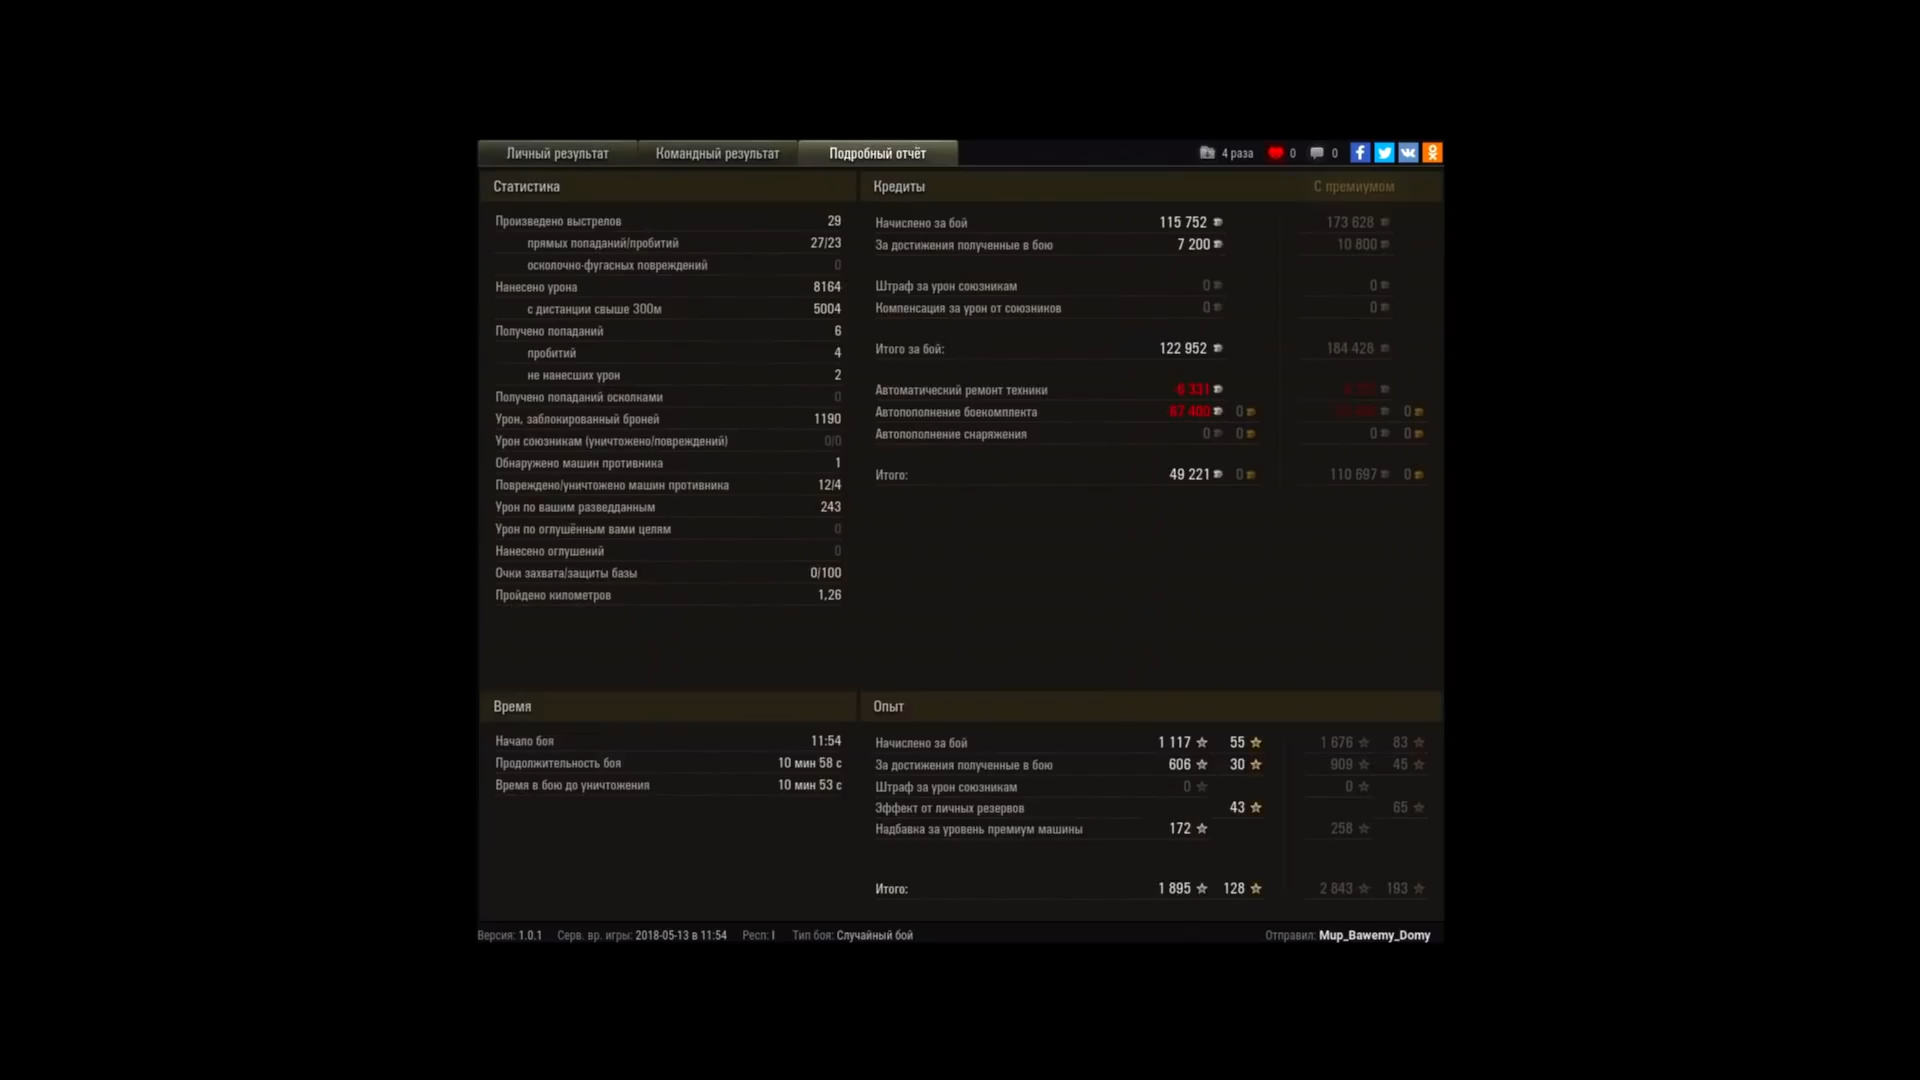 Личный результат Командный результат Подробный отчёт 4 раза 0 0
Статистика
Произведено выстрелов 29
прямых попаданий/пробитий 27/23
осколочно-фугасных повреждений 0
Нанесено урона 8164
с дистанции свыше 300м 5004
Получено попаданий 6
пробитий 4
не нанесших урон 2
Получено попаданий осколками 0
Урон, заблокированный броней 1190
Урон союзникам (уничтожено/повреждений) 0/0
Обнаружено машин противника 1
Повреждено/уничтожено машин противника 12/4
Урон по вашим разведданным 243
Урон по оглушённым вами целям 0
Нанесено оглушений 0
Очки захвата/защиты базы 0/100
Пройдено километров 1,26
Кредиты С премиумом
Начислено за бой 115 752 173 628
За достижения полученные в бою 7 200 10 800
Штраф за урон союзникам 0 0
Компенсация за урон от союзников 0 0
Итого за бой: 122 952 184 428
Автоматический ремонт техники 6 331
Автопополнение боекомплекта 67 400 0 0
Автопополнение снаряжения 0 0 0 0
Итого: 49 221 0 110 697 0
Время
Начало боя 11:54
Продолжительность боя 10 мин 58 с
Время в бою до уничтожения 10 мин 53 с
Опыт
Начислено за бой 1 117 55 1 676 83
За достижения полученные в бою 606 30 909 45
Штраф за урон союзникам 0 0
Эффект от личных резервов 43 65
Надбавка за уровень премиум машины 172 258
Итого: 1 895 128 2 843 193
Версия: 1.0.1 Серв. вр. игры: 2018-05-13 в 11:54 Респ: I Тип боя: Случайный бой Отправил: Mup_Bawemy_Domy